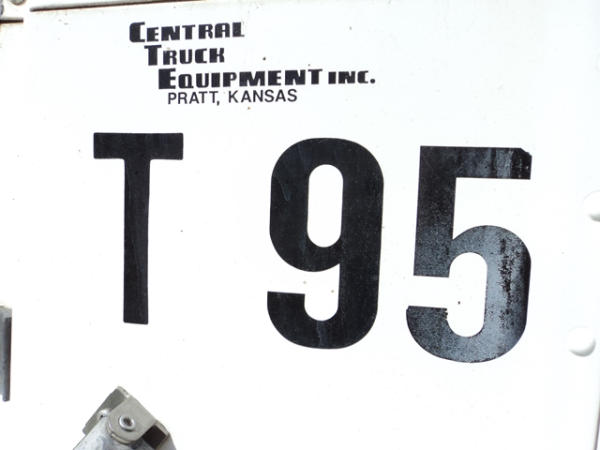 CENTRAL
TRUCK
EQUIPMENT INC.
PRATT, KANSAS
T 95